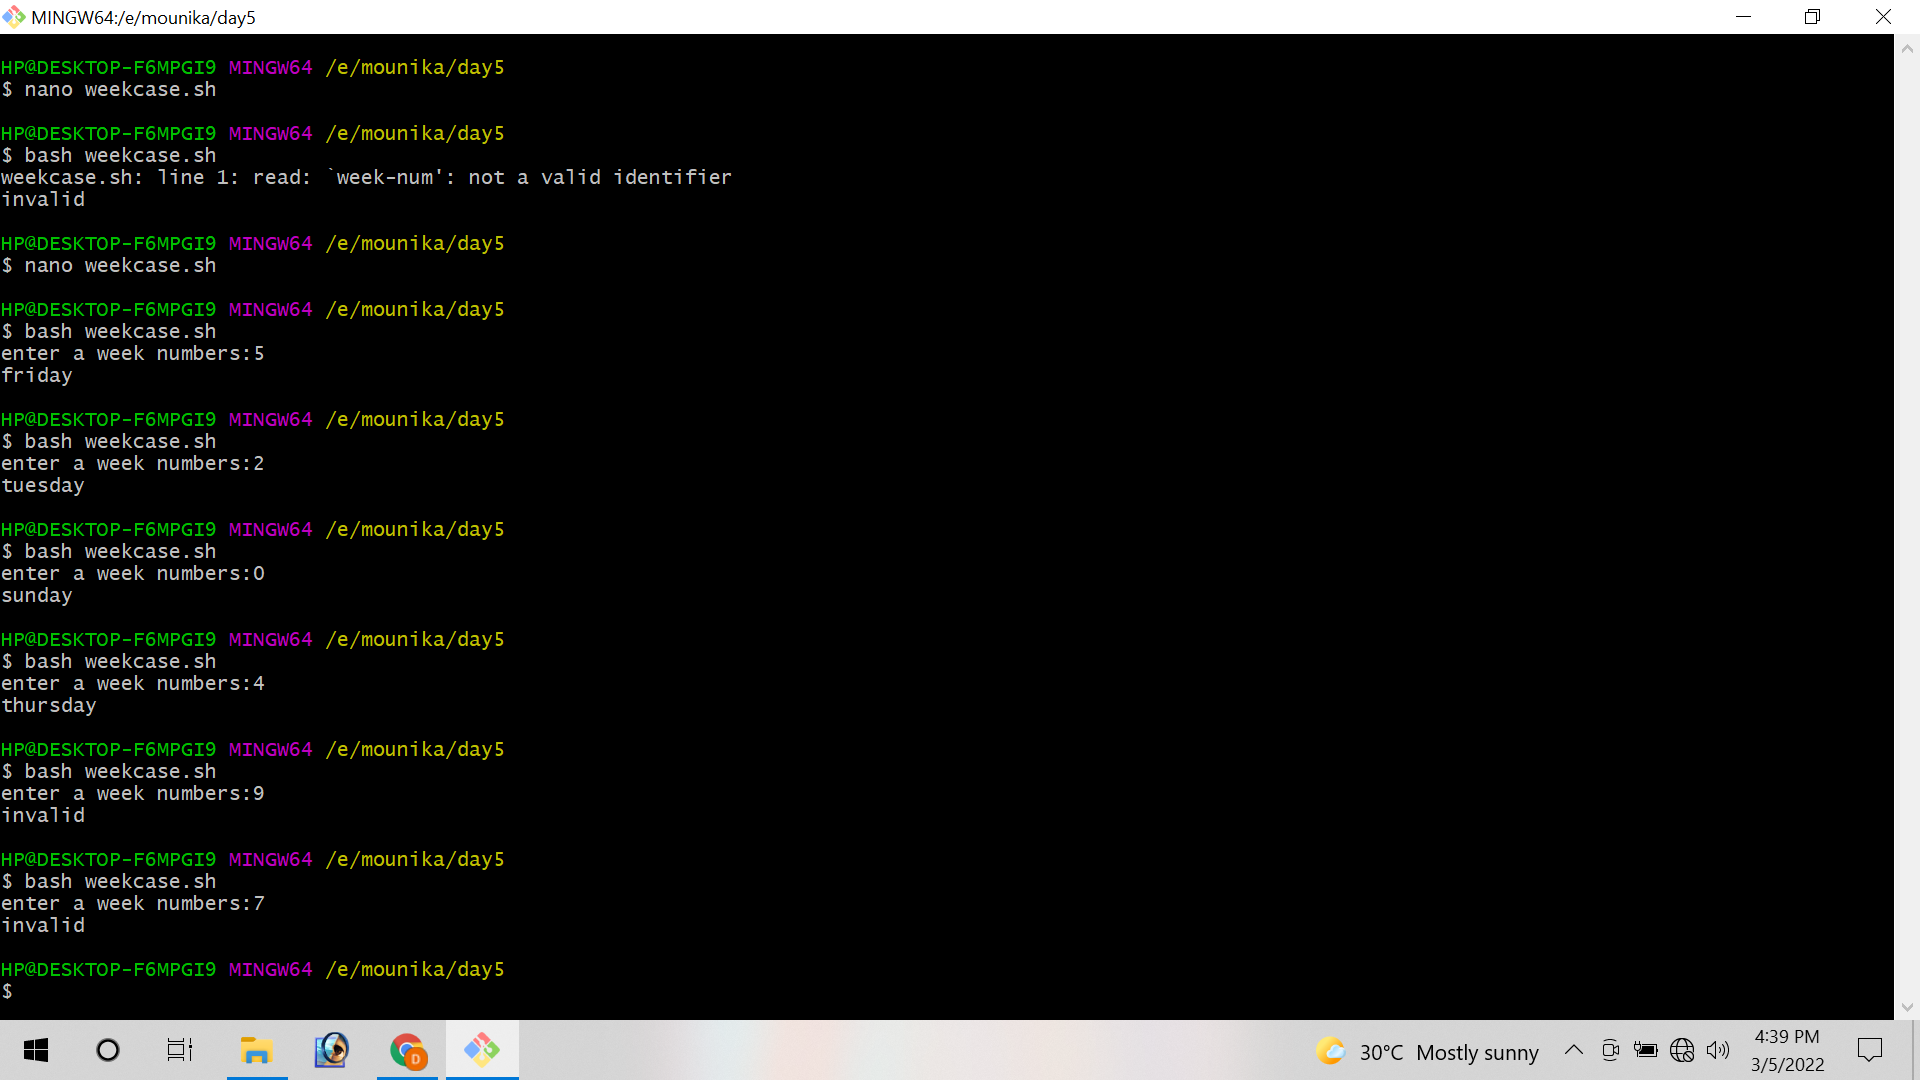 MINGW64:/e/mounika/day5
HP@DESKTOP-F6MPGI9 MINGW64 /e/mounika/day5
$ nano weekcase.sh
HP@DESKTOP-F6MPGI9 MINGW64 /e/mounika/day5
$ bash weekcase.sh
weekcase.sh: line 1: read: `week-num': not a valid identifier
invalid
HP@DESKTOP-F6MPGI9 MINGW64 /e/mounika/day5
$ nano weekcase.sh
HP@DESKTOP-F6MPGI9 MINGW64 /e/mounika/day5
$ bash weekcase.sh
enter a week numbers:5
friday
HP@DESKTOP-F6MPGI9 MINGW64 /e/mounika/day5
$ bash weekcase.sh
enter a week numbers:2
tuesday
HP@DESKTOP-F6MPGI9 MINGW64 /e/mounika/day5
$ bash weekcase.sh
enter a week numbers:0
sunday
HP@DESKTOP-F6MPGI9 MINGW64 /e/mounika/day5
$ bash weekcase.sh
enter a week numbers:4
thursday
HP@DESKTOP-F6MPGI9 MINGW64 /e/mounika/day5
$ bash weekcase.sh
enter a week numbers:9
invalid
HP@DESKTOP-F6MPGI9 MINGW64 /e/mounika/day5
$ bash weekcase.sh
enter a week numbers:7
invalid
HP@DESKTOP-F6MPGI9 MINGW64 /e/mounika/day5
$
D
30°C Mostly sunny
4:39 PM
3/5/2022